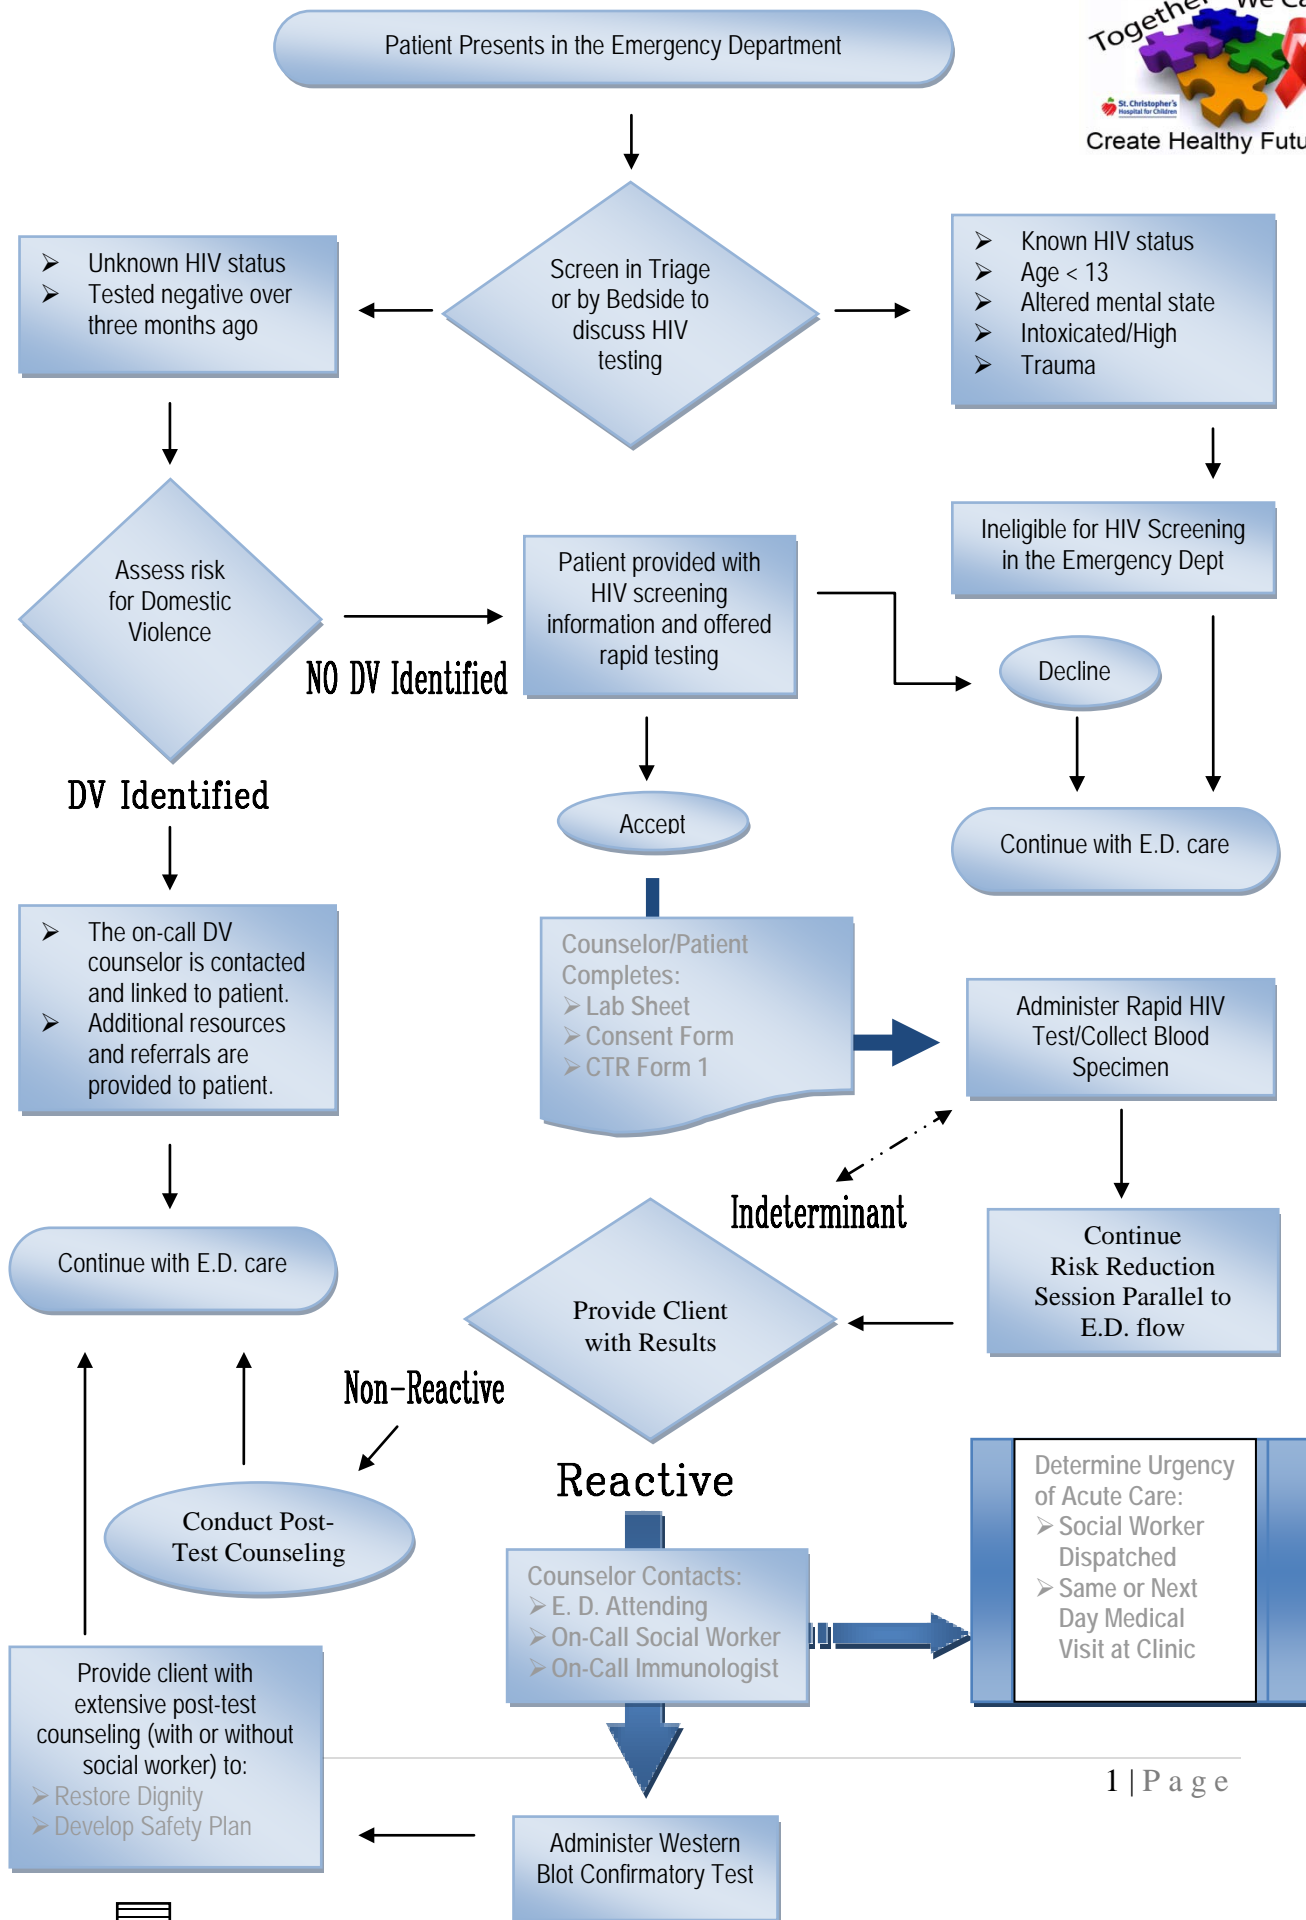 Patient Presents in the Emergency Department
Together We Ca
St. Christopher's
Hospital for Children
Create Healthy Futu
➢ Unknown HIV status
➢ Tested negative over
three months ago
Screen in Triage
or by Bedside to
discuss HIV
testing
➢ Known HIV status
➢ Age < 13
➢ Altered mental state
➢ Intoxicated/High
➢ Trauma
Assess risk
for Domestic
Violence
NO DV Identified
Patient provided with
HIV screening
information and offered
rapid testing
Ineligible for HIV Screening
in the Emergency Dept
Decline
DV Identified
Accept
Continue with E.D. care
➢ The on-call DV
counselor is contacted
and linked to patient.
➢ Additional resources
and referrals are
provided to patient.
Counselor/Patient
Completes:
➢ Lab Sheet
➢ Consent Form
➢ CTR Form 1
Administer Rapid HIV
Test/Collect Blood
Specimen
Indeterminant
Continue with E.D. care
Provide Client
with Results
Continue
Risk Reduction
Session Parallel to
E.D. flow
Non-Reactive
Reactive
Conduct Post-
Test Counseling
Counselor Contacts:
➢ E. D. Attending
➢ On-Call Social Worker
➢ On-Call Immunologist
Determine Urgency
of Acute Care:
➢ Social Worker
Dispatched
➢ Same or Next
Day Medical
Visit at Clinic
Provide client with
extensive post-test
counseling (with or without
social worker) to:
➢ Restore Dignity
➢ Develop Safety Plan
Administer Western
Blot Confirmatory Test
1 | P a g e